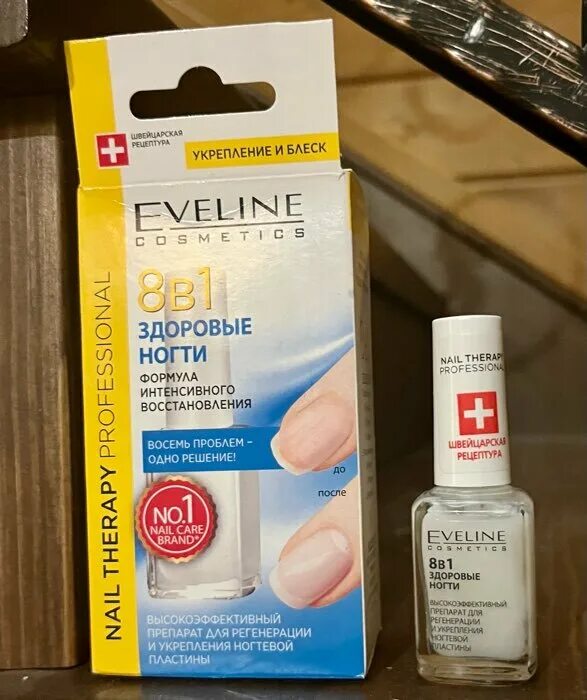 ШВЕЙЦАРСКАЯ
РЕЦЕПТУРА
УКРЕПЛЕНИЕ И БЛЕСК
EVELINE
COSMETICS
8в1
ЗДОРОВЫЕ
НОГТИ
ФОРМУЛА
ИНТЕНСИВНОГО
ВОССТАНОВЛЕНИЯ
ВОСЕМЬ ПРОБЛЕМ –
ОДНО РЕШЕНИЕ!
до
после
NO.1
NAIL CARE
BRAND*
ВЫСОКОЭФФЕКТИВНЫЙ
ПРЕПАРАТ ДЛЯ РЕГЕНЕРАЦИИ
И УКРЕПЛЕНИЯ НОГТЕВОЙ
ПЛАСТИНЫ
NAIL THERAPY PROFESSIONAL
NAIL THERAPY
PROFESSIONAL
ШВЕЙЦАРСКАЯ
РЕЦЕПТУРА
EVELINE
COSMETICS
8в1
ЗДОРОВЫЕ
НОГТИ
ВЫСОКОЭФФЕКТИВНЫЙ
ПРЕПАРАТ ДЛЯ
РЕГЕНЕРАЦИИ
И УКРЕПЛЕНИЯ
НОГТЕВОЙ
ПЛАСТИНЫ